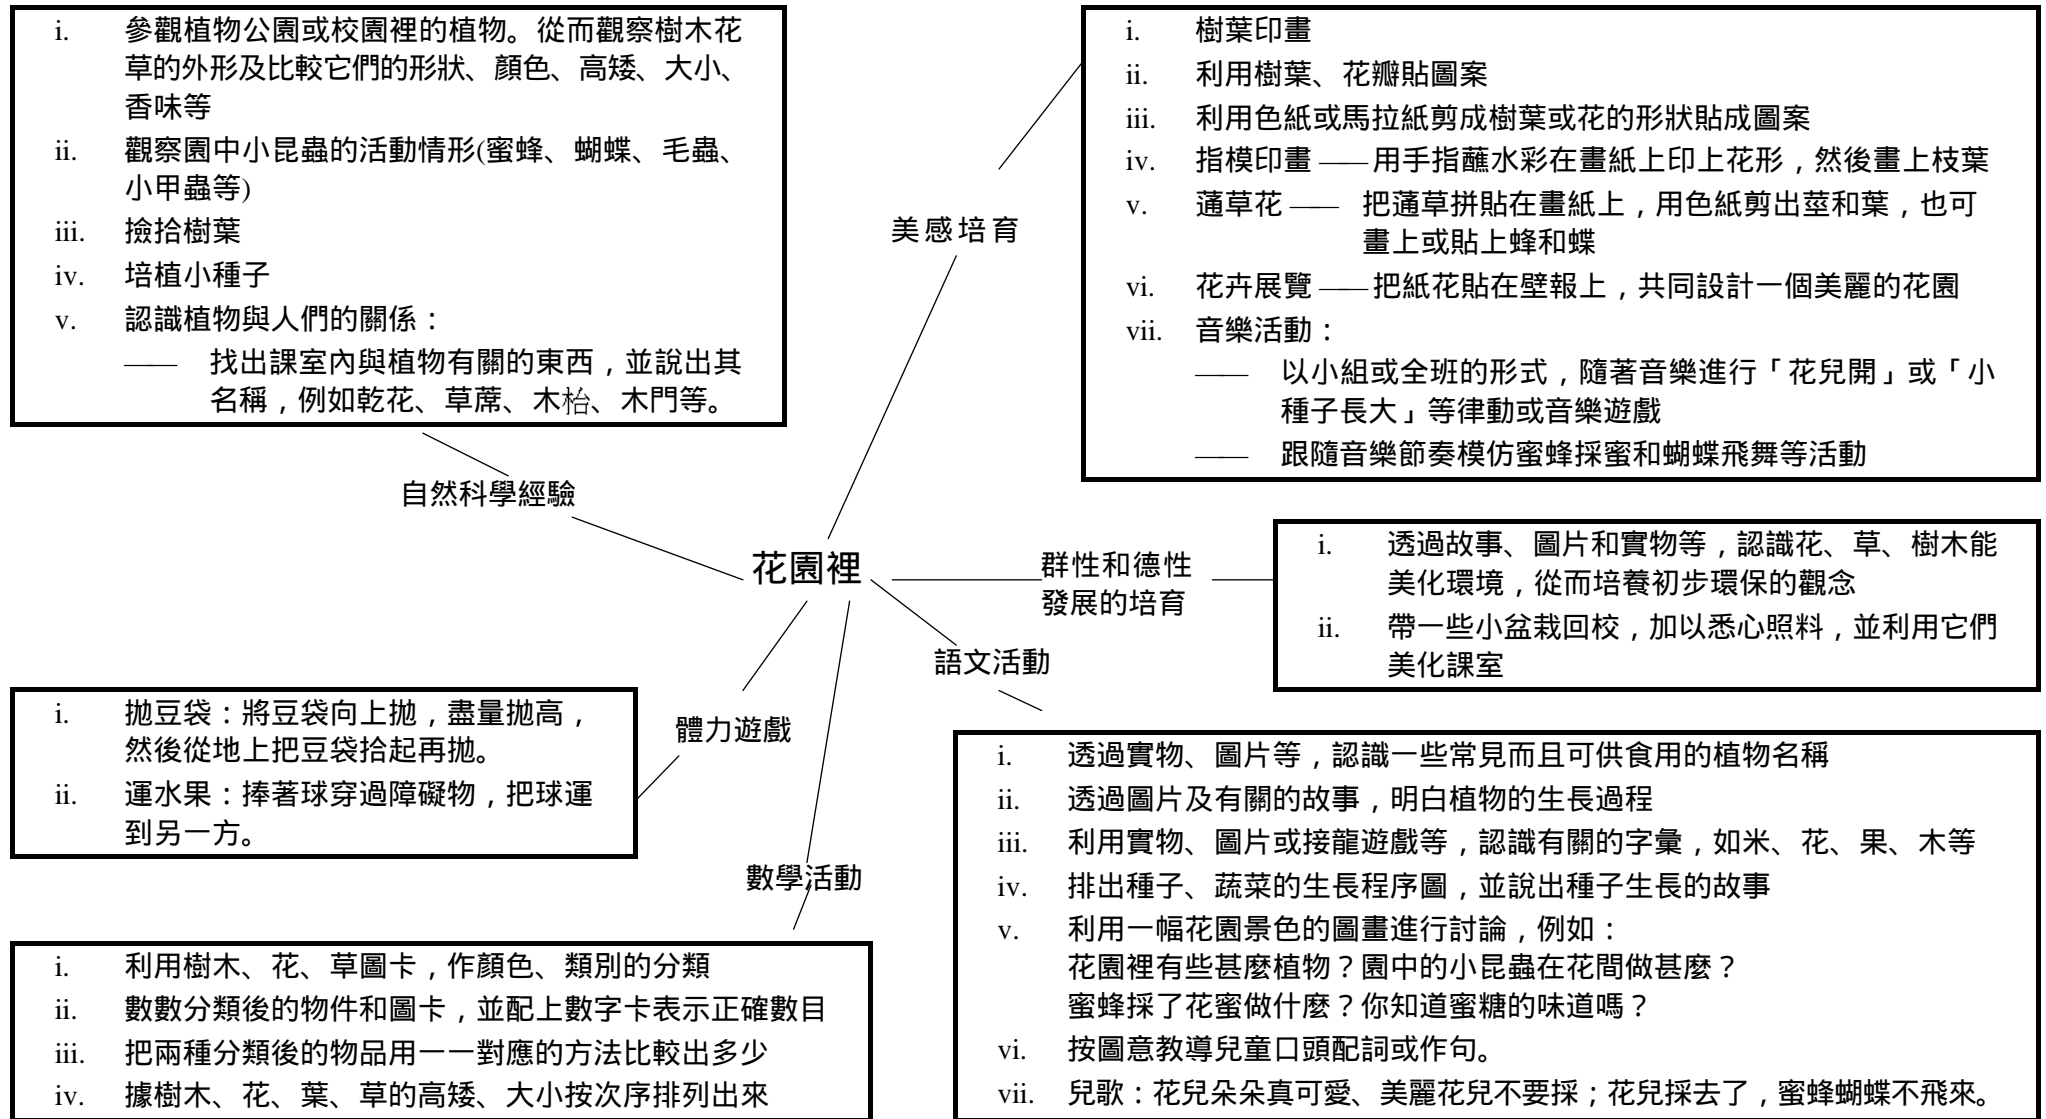 i. 參觀植物公園或校園裡的植物。從而觀察樹木花
草的外形及比較它們的形狀、顏色、高矮、大小、
香味等
ii. 觀察園中小昆蟲的活動情形(蜜蜂、蝴蝶、毛蟲、
小甲蟲等)
iii. 撿拾樹葉
iv. 培植小種子
v. 認識植物與人們的關係：
—— 找出課室內與植物有關的東西，並說出其
名稱，例如乾花、草蓆、木枱、木門等。
自然科學經驗
美感培育
i. 樹葉印畫
ii. 利用樹葉、花瓣貼圖案
iii. 利用色紙或馬拉紙剪成樹葉或花的形狀貼成圖案
iv. 指模印畫 —— 用手指蘸水彩在畫紙上印上花形，然後畫上枝葉
v. 蓪草花 —— 把蓪草拼貼在畫紙上，用色紙剪出莖和葉，也可
畫上或貼上蜂和蝶
vi. 花卉展覽 —— 把紙花貼在壁報上，共同設計一個美麗的花園
vii. 音樂活動：
—— 以小組或全班的形式，隨著音樂進行「花兒開」或「小
種子長大」等律動或音樂遊戲
—— 跟隨音樂節奏模仿蜜蜂採蜜和蝴蝶飛舞等活動
花園裡
群性和德性
發展的培育
i. 透過故事、圖片和實物等，認識花、草、樹木能
美化環境，從而培養初步環保的觀念
ii. 帶一些小盆栽回校，加以悉心照料，並利用它們
美化課室
語文活動
體力遊戲
i. 拋豆袋：將豆袋向上拋，盡量拋高，
然後從地上把豆袋拾起再拋。
ii. 運水果：捧著球穿過障礙物，把球運
到另一方。
數學活動
i. 利用樹木、花、草圖卡，作顏色、類別的分類
ii. 數數分類後的物件和圖卡，並配上數字卡表示正確數目
iii. 把兩種分類後的物品用一一對應的方法比較出多少
iv. 據樹木、花、葉、草的高矮、大小按次序排列出來
i. 透過實物、圖片等，認識一些常見而且可供食用的植物名稱
ii. 透過圖片及有關的故事，明白植物的生長過程
iii. 利用實物、圖片或接龍遊戲等，認識有關的字彙，如米、花、果、木等
iv. 排出種子、蔬菜的生長程序圖，並說出種子生長的故事
v. 利用一幅花園景色的圖畫進行討論，例如：
花園裡有些甚麼植物？園中的小昆蟲在花間做甚麼？
蜜蜂採了花蜜做什麼？你知道蜜糖的味道嗎？
vi. 按圖意教導兒童口頭配詞或作句。
vii. 兒歌：花兒朵朵真可愛、美麗花兒不要採；花兒採去了，蜜蜂蝴蝶不飛來。